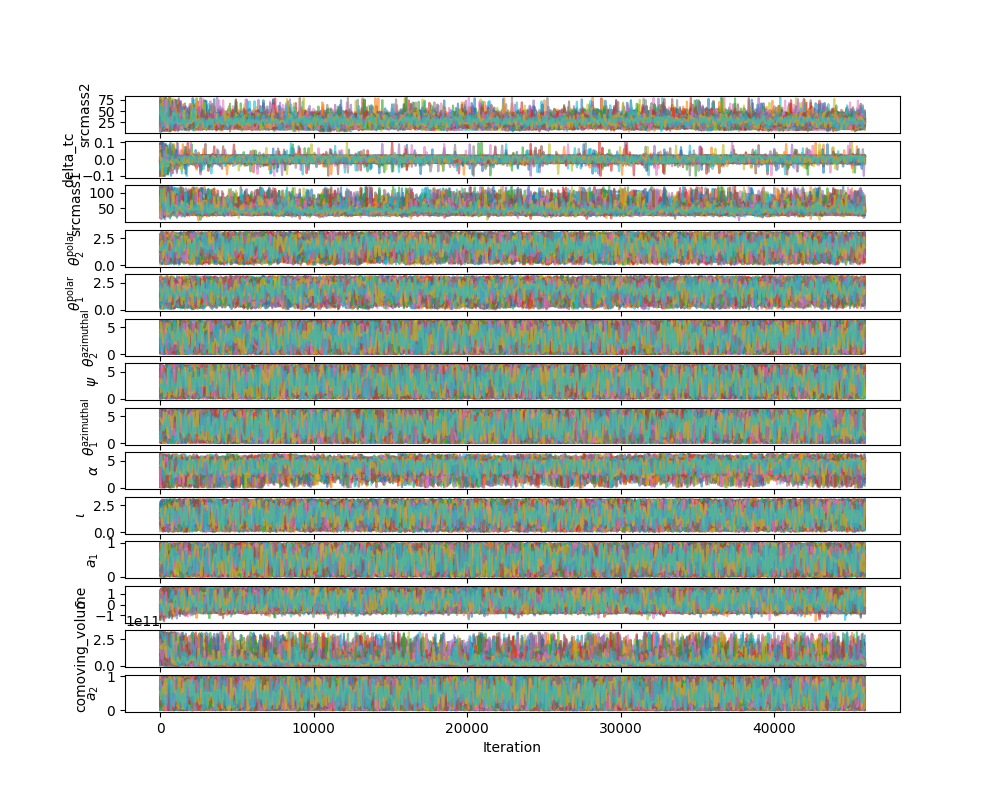 srcmass2
75
50
25
delta_tc
0.1
0.0
−0.1
srcmass1
100
50
θ₂^polar
2.5
0.0
θ₁^polar
2.5
0.0
θ₂^azimuthal
5
0
ψ
5
0
θ₁^azimuthal
5
0
α
5
0
ι
2.5
0.0
a₁
1
0
1
0
−1
1e11
comoving_volume
2.5
0.0
a₂
1
0
0
10000
20000
30000
40000
Iteration